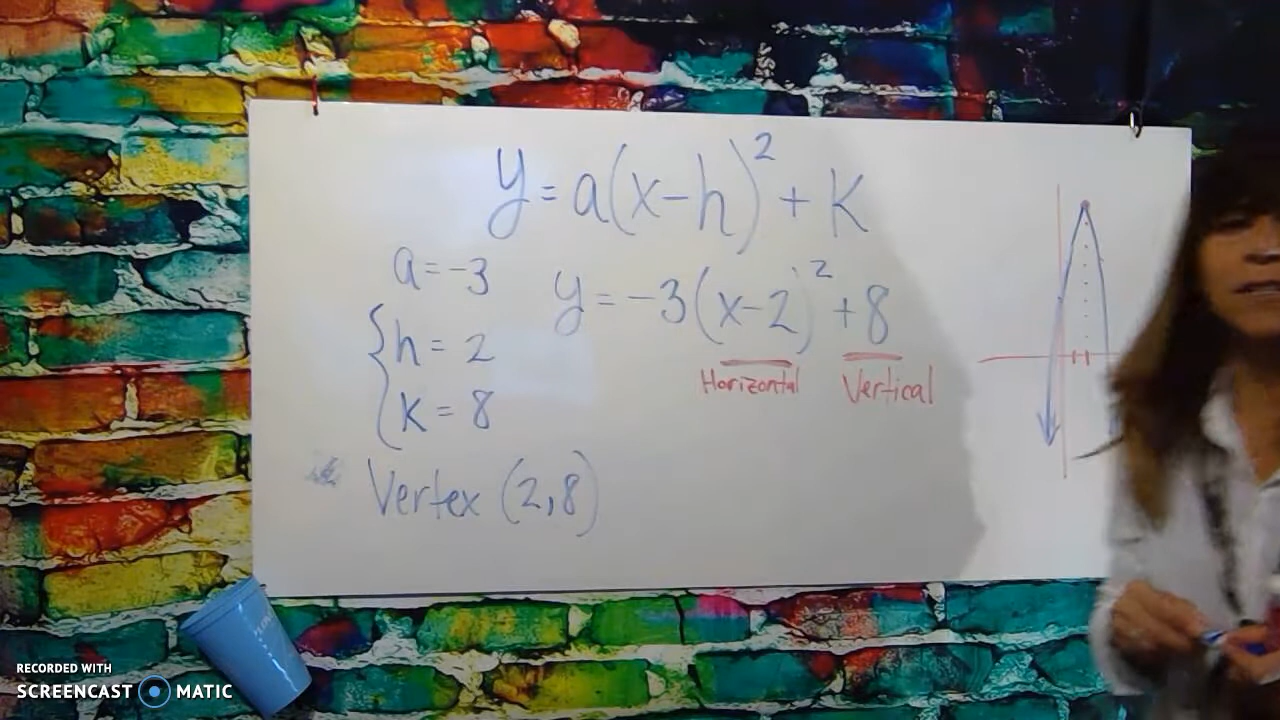 y = a(x-h)² + K
a = -3
y = -3(x-2)² + 8
h = 2
K = 8
Horizontal
Vertical
Vertex (2,8)
RECORDED WITH
SCREENCAST MATIC